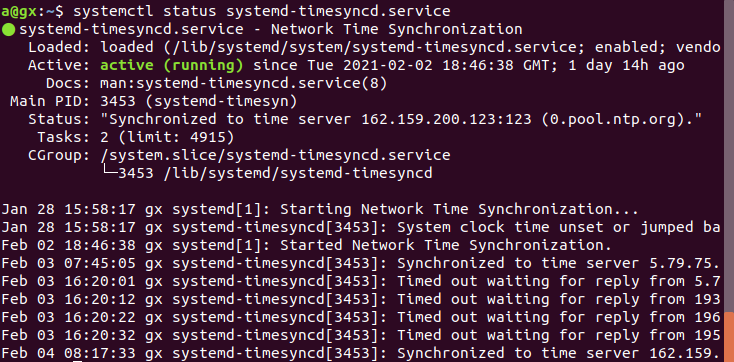 a@gx:~$ systemctl status systemd-timesyncd.service
● systemd-timesyncd.service - Network Time Synchronization
   Loaded: loaded (/lib/systemd/system/systemd-timesyncd.service; enabled; vendo
   Active: active (running) since Tue 2021-02-02 18:46:38 GMT; 1 day 14h ago
     Docs: man:systemd-timesyncd.service(8)
 Main PID: 3453 (systemd-timesyn)
   Status: "Synchronized to time server 162.159.200.123:123 (0.pool.ntp.org)."
    Tasks: 2 (limit: 4915)
   CGroup: /system.slice/systemd-timesyncd.service
           └─3453 /lib/systemd/systemd-timesyncd

Jan 28 15:58:17 gx systemd[1]: Starting Network Time Synchronization...
Jan 28 15:58:17 gx systemd-timesyncd[3453]: System clock time unset or jumped ba
Feb 02 18:46:38 gx systemd[1]: Started Network Time Synchronization.
Feb 03 07:45:05 gx systemd-timesyncd[3453]: Synchronized to time server 5.79.75.
Feb 03 16:20:01 gx systemd-timesyncd[3453]: Timed out waiting for reply from 5.7
Feb 03 16:20:12 gx systemd-timesyncd[3453]: Timed out waiting for reply from 193
Feb 03 16:20:22 gx systemd-timesyncd[3453]: Timed out waiting for reply from 196
Feb 03 16:20:32 gx systemd-timesyncd[3453]: Timed out waiting for reply from 195
Feb 04 08:17:33 gx systemd-timesyncd[3453]: Synchronized to time server 162.159.